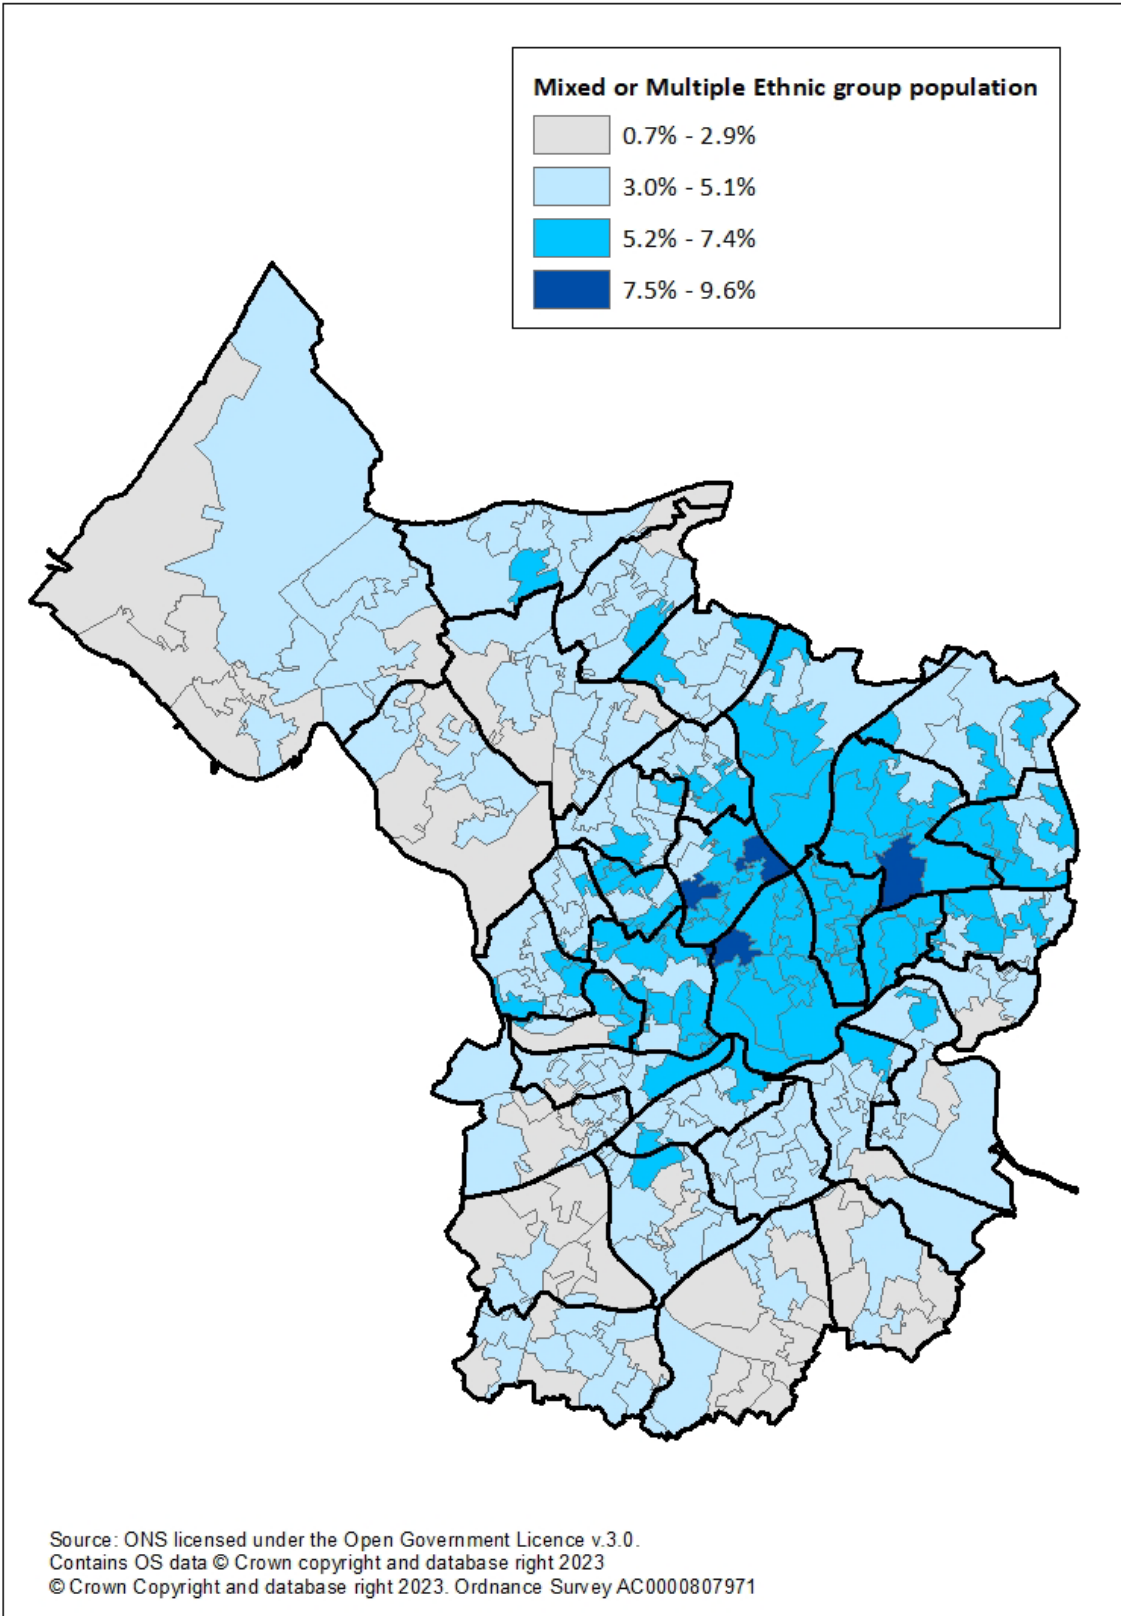 Mixed or Multiple Ethnic group population
0.7% - 2.9%
3.0% - 5.1%
5.2% - 7.4%
7.5% - 9.6%
Source: ONS licensed under the Open Government Licence v.3.0.
Contains OS data © Crown copyright and database right 2023
© Crown Copyright and database right 2023. Ordnance Survey AC0000807971